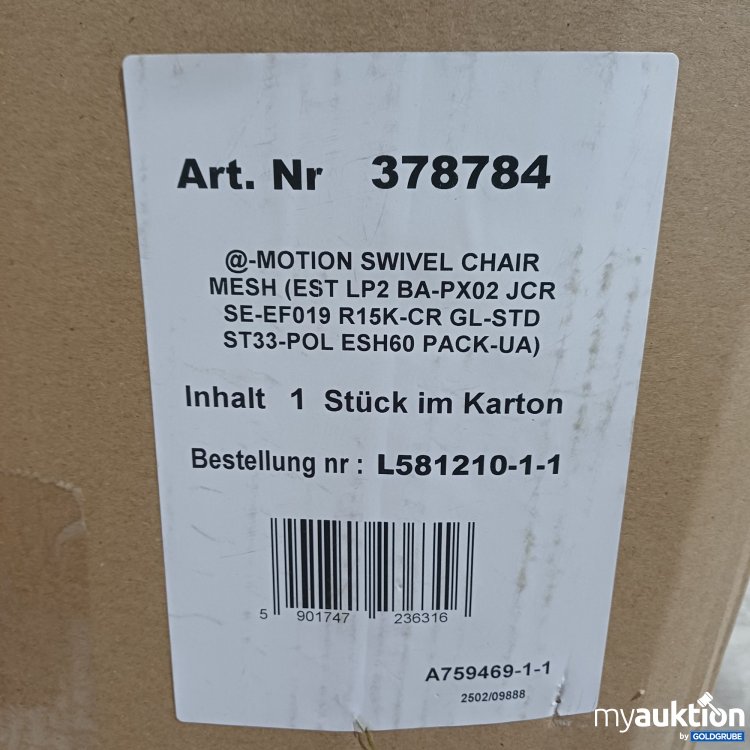 Art. Nr 378784
@-MOTION SWIVEL CHAIR
MESH (EST LP2 BA-PX02 JCR
SE-EF019 R15K-CR GL-STD
ST33-POL ESH60 PACK-UA)
Inhalt 1 Stück im Karton
Bestellung nr : L581210-1-1
5 901747 236316
A759469-1-1
2502/09888
myauktion
by GOLDGRUBE